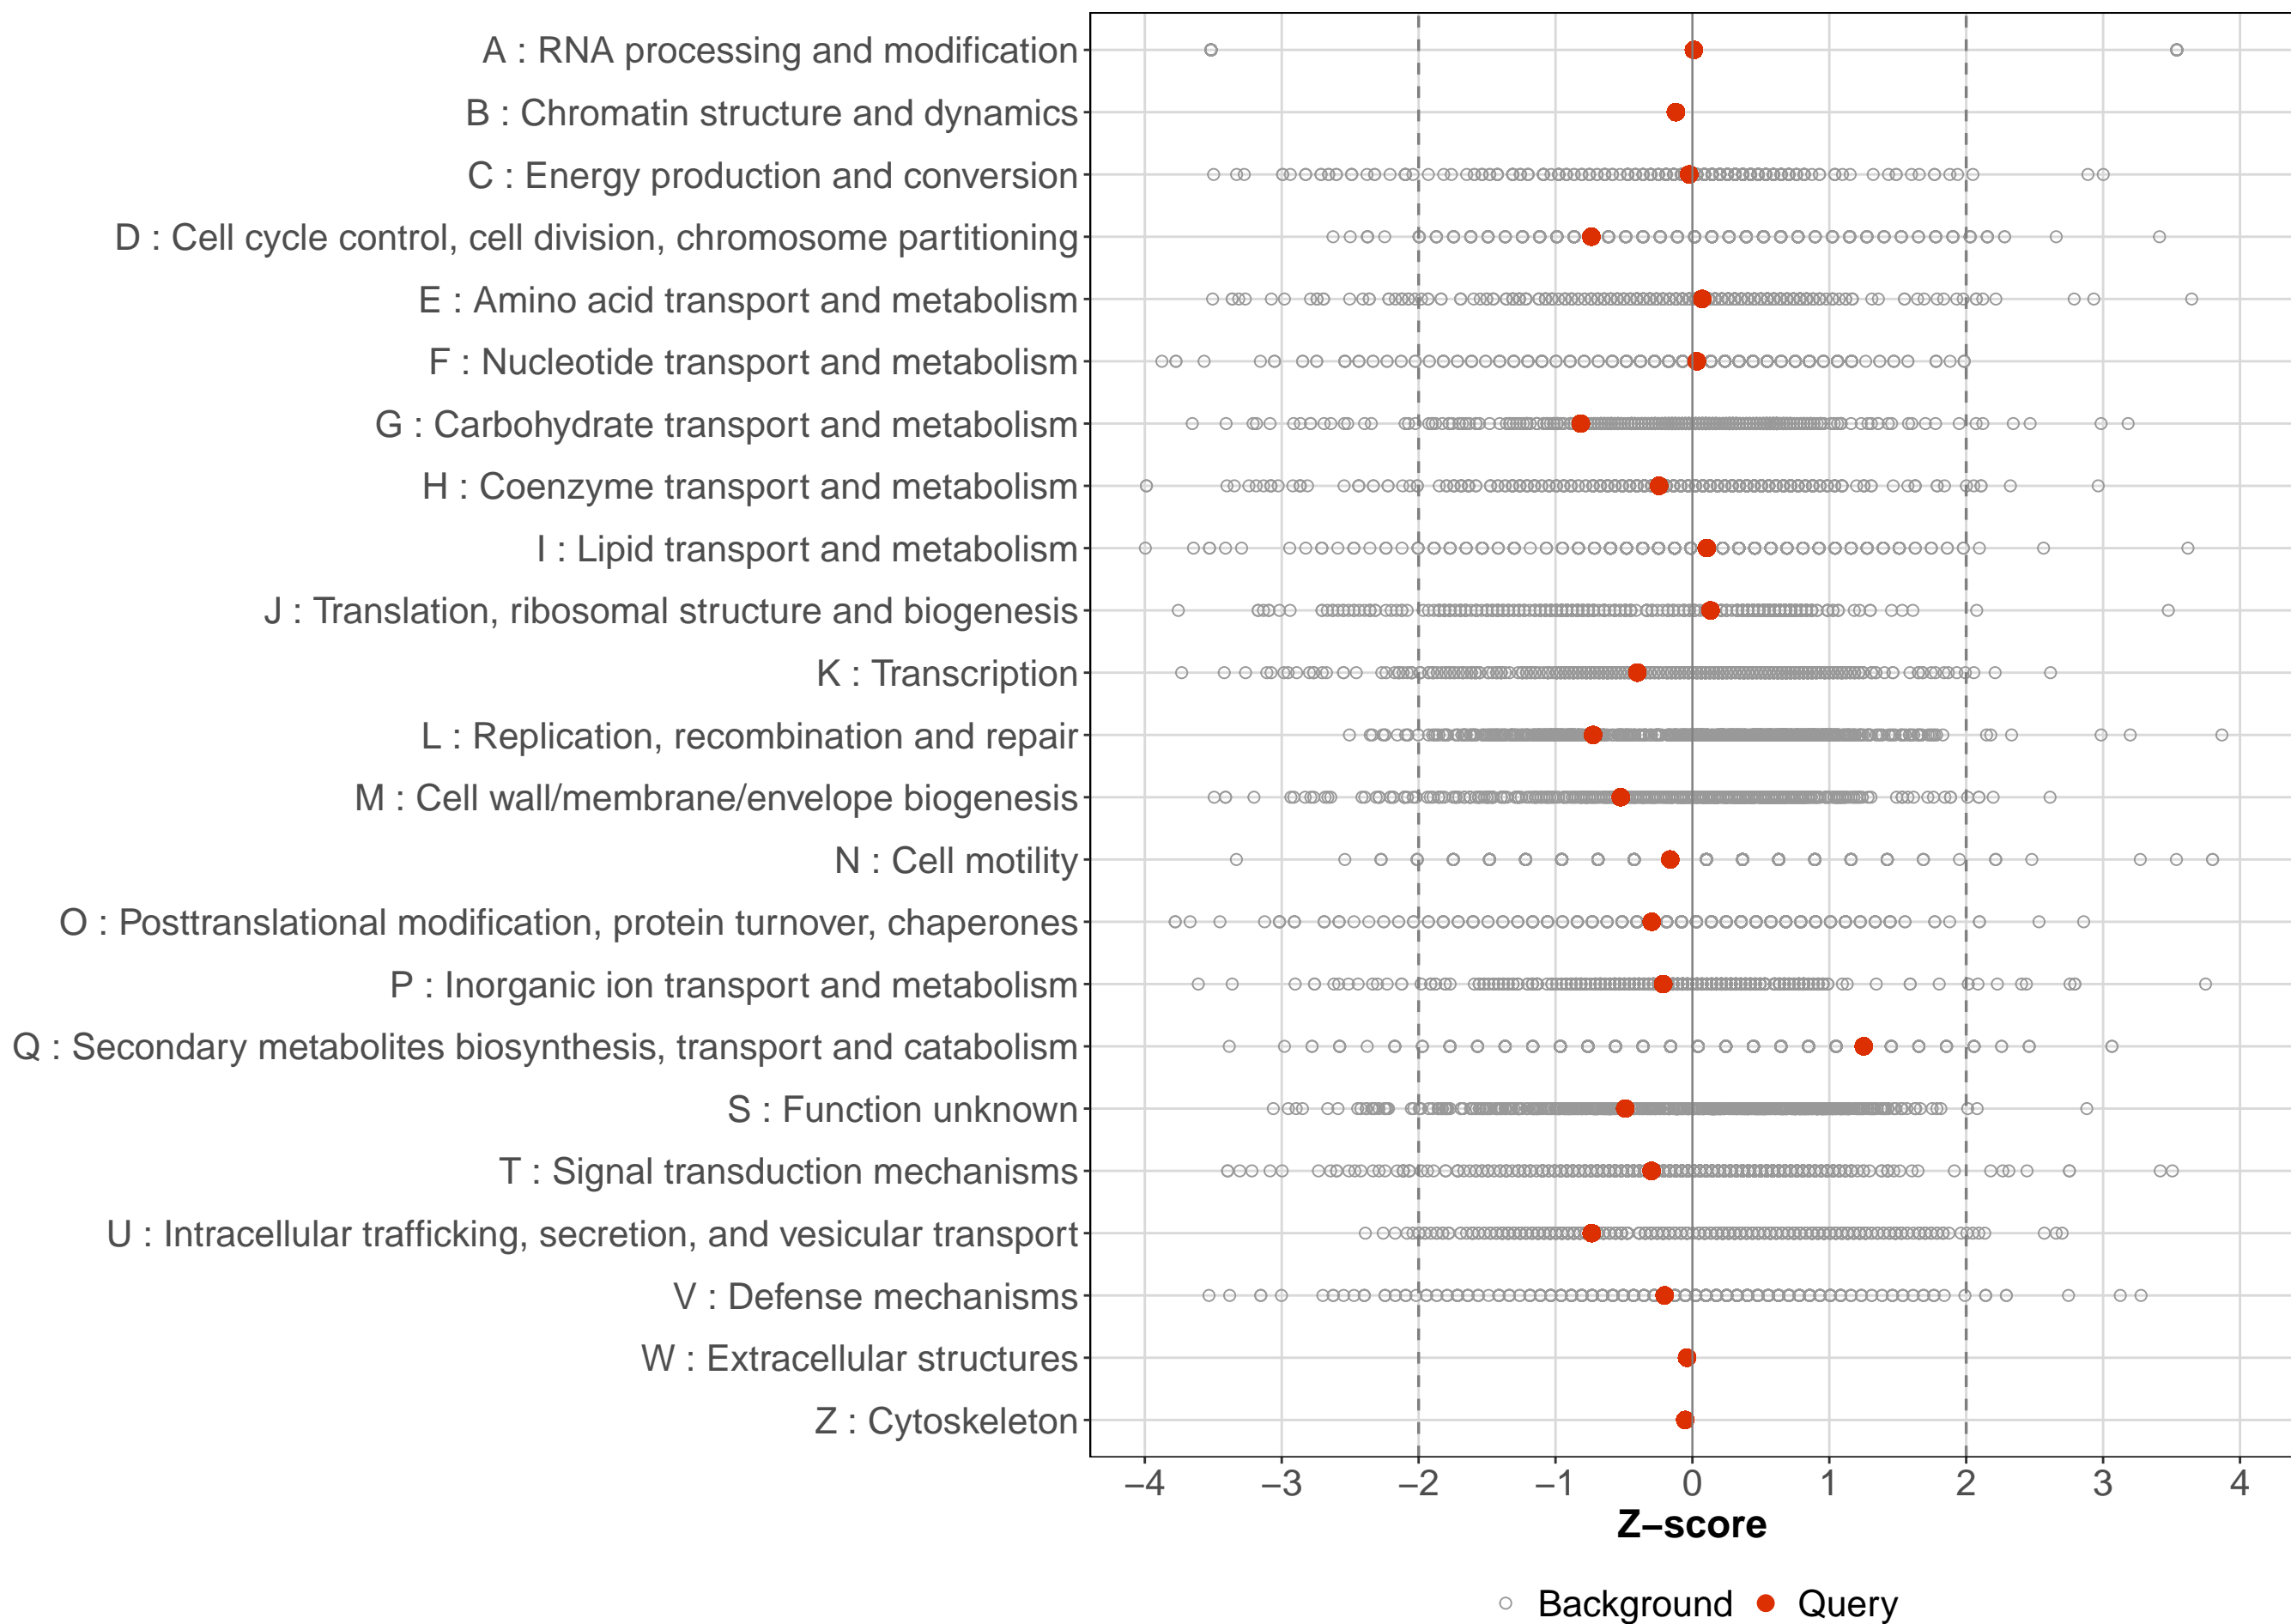 A : RNA processing and modification
B : Chromatin structure and dynamics
C : Energy production and conversion
D : Cell cycle control, cell division, chromosome partitioning
E : Amino acid transport and metabolism
F : Nucleotide transport and metabolism
G : Carbohydrate transport and metabolism
H : Coenzyme transport and metabolism
I : Lipid transport and metabolism
J : Translation, ribosomal structure and biogenesis
K : Transcription
L : Replication, recombination and repair
M : Cell wall/membrane/envelope biogenesis
N : Cell motility
O : Posttranslational modification, protein turnover, chaperones
P : Inorganic ion transport and metabolism
Q : Secondary metabolites biosynthesis, transport and catabolism
S : Function unknown
T : Signal transduction mechanisms
U : Intracellular trafficking, secretion, and vesicular transport
V : Defense mechanisms
W : Extracellular structures
Z : Cytoskeleton
−4 −3 −2 −1 0 1 2 3 4
Z−score
Background Query